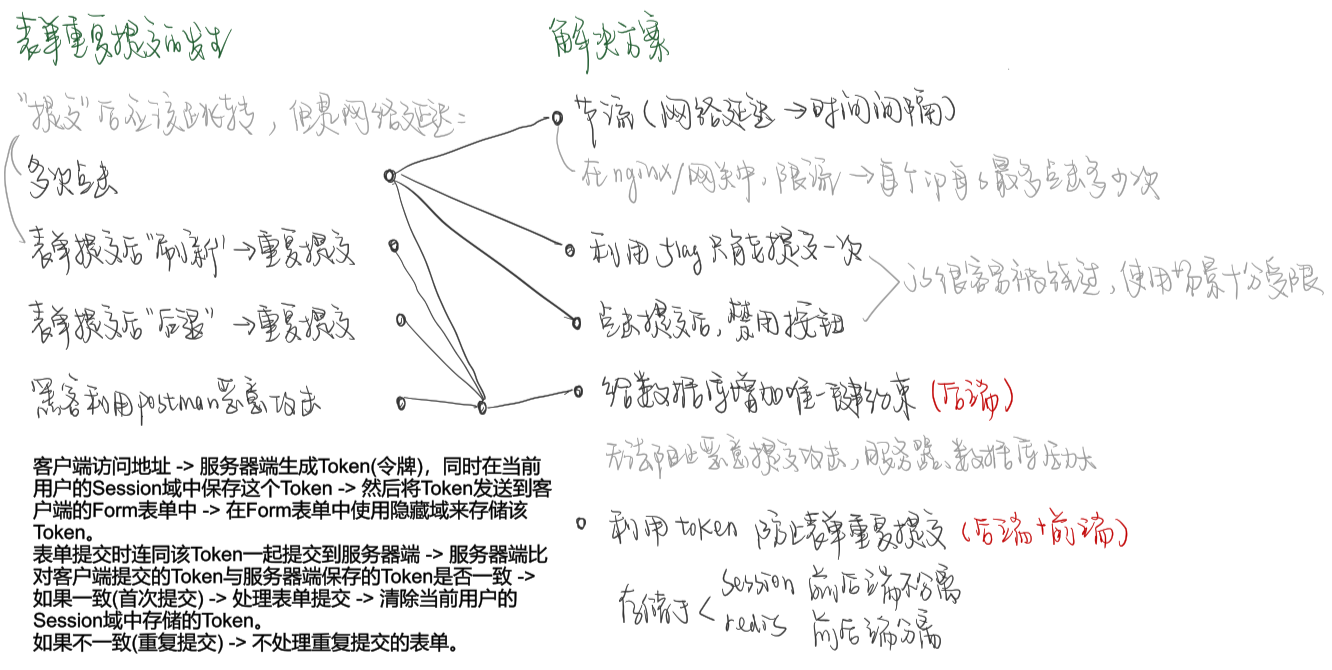 表单重复提交的发生
“提交”后应该跳转，但是网络延迟：
多次点击
表单提交后“刷新”→重复提交
表单提交后“后退”→重复提交
黑客利用postman恶意攻击
客户端访问地址 -> 服务器端生成Token(令牌)，同时在当前
用户的Session域中保存这个Token -> 然后将Token发送到客
户端的Form表单中 -> 在Form表单中使用隐藏域来存储该
Token。
表单提交时连同该Token一起提交到服务器端 -> 服务器端比
对客户端提交的Token与服务器端保存的Token是否一致 ->
如果一致(首次提交) -> 处理表单提交 -> 清除当前用户的
Session域中存储的Token。
如果不一致(重复提交) -> 不处理重复提交的表单。
解决方案
节流（网络延迟→时间间隔）
在nginx/网关中，限流→每个ip每s最多点击多少次
利用flag只能提交一次
点击提交后，禁用按钮
js很容易被绕过，使用场景十分受限
给数据库增加唯一键约束（后端）
无法阻止恶意提交攻击，服务器、数据库压力大
利用token 防止表单重复提交（后端+前端）
存储于
session 前后端不分离
redis 前后端分离